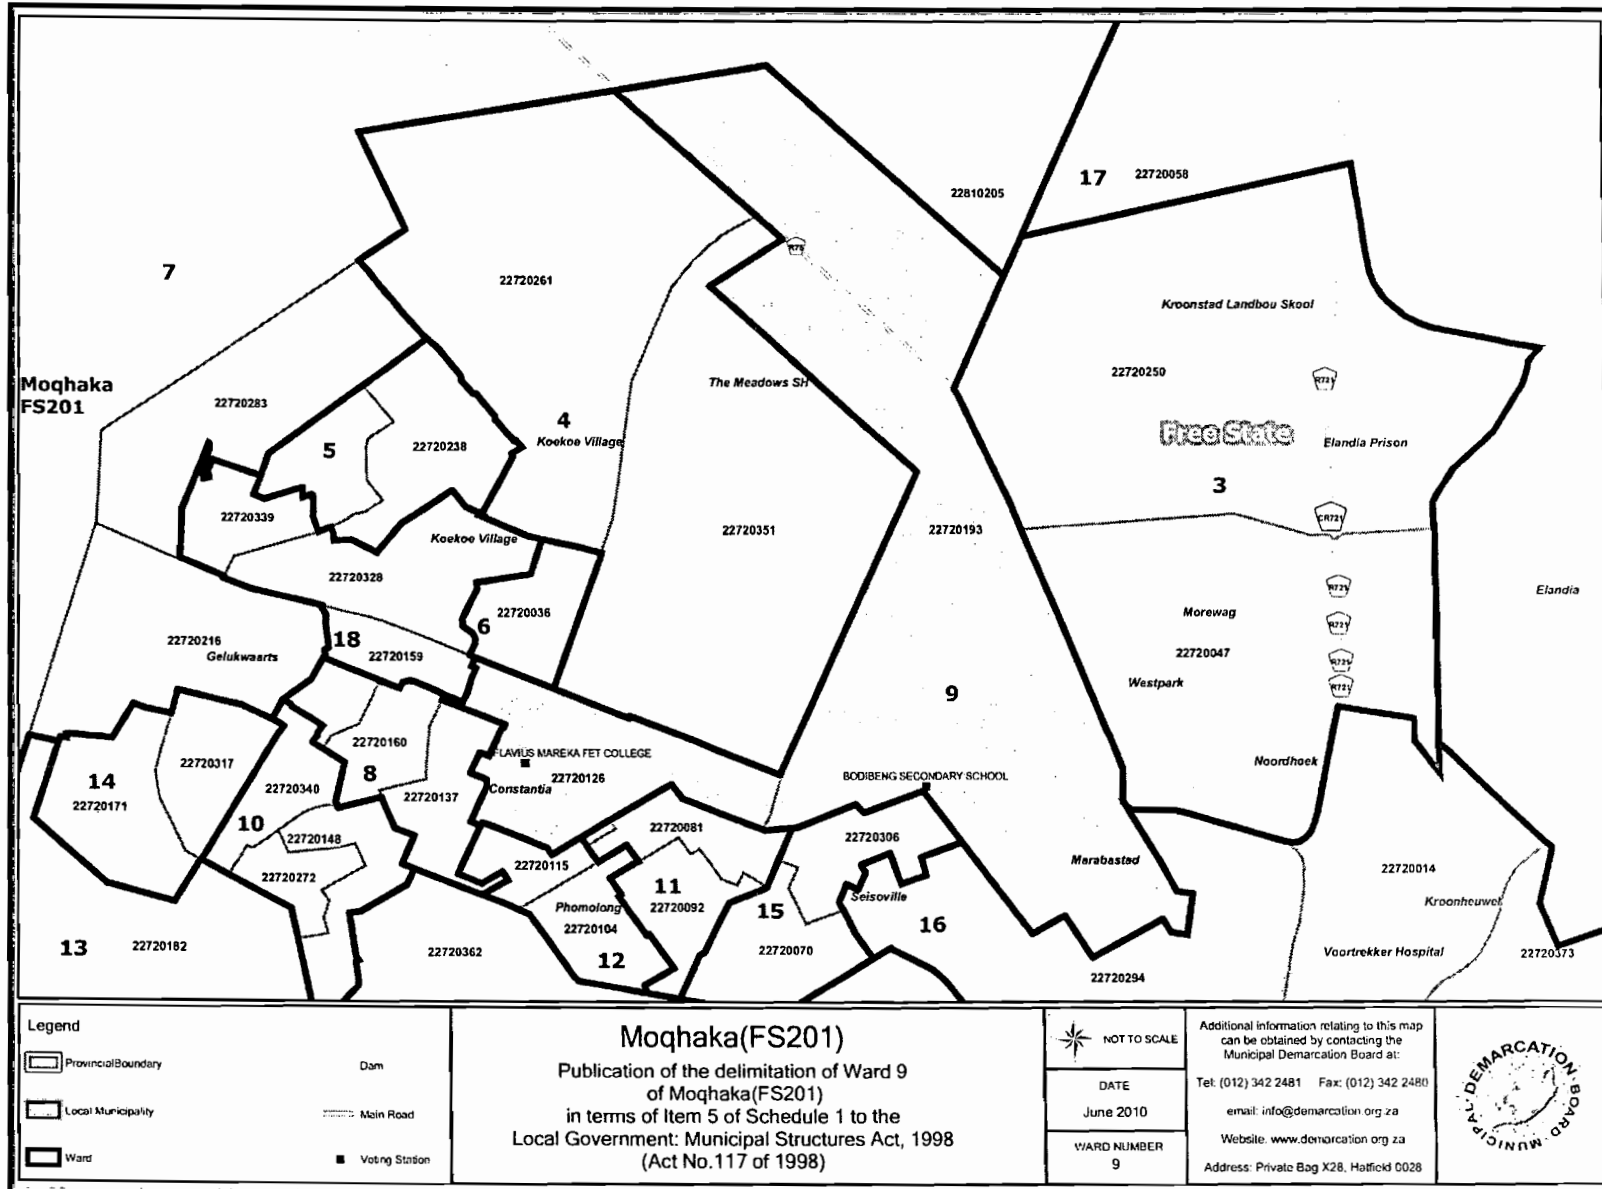 17
22720058
22810205
R76
7
22720261
Kroonstad Landbou Skool
Moqhaka
FS201
22720283
The Meadows SH
22720250
R721
4
Koekoe Village
Free State
Elandia Prison
5
22720238
3
22720339
CR721
22720351
22720193
Koekoe Village
22720328
R721
Elandia
22720036
6
Morewag
R721
22720216
18
Gelukwaarts
22720159
22720047
R721
Westpark
R721
9
22720160
FLAVIUS MAREKA FET COLLEGE
22720317
14
22720171
8
22720126
BODIBENG SECONDARY SCHOOL
Noordhoek
22720340
22720137
Constantia
10
22720148
22720081
22720306
22720115
Marabastad
22720014
22720272
11
Seisoville
Kroonheuwel
Phomolong
22720092
15
22720104
16
13
22720182
22720362
12
22720070
22720294
Voortrekker Hospital
22720373
Legend
Provincial Boundary
Dam
Local Municipality
Main Road
Ward
Voting Station
Moqhaka(FS201)
Publication of the delimitation of Ward 9
of Moqhaka(FS201)
in terms of Item 5 of Schedule 1 to the
Local Government: Municipal Structures Act, 1998
(Act No.117 of 1998)
NOT TO SCALE
DATE
June 2010
WARD NUMBER
9
Additional information relating to this map
can be obtained by contacting the
Municipal Demarcation Board at:
Tel: (012) 342 2481 Fax: (012) 342 2480
email: info@demarcation.org.za
Website. www.demarcation org za
Address: Private Bag X28, Hatfield 0028
MUNICIPAL DEMARCATION BOARD